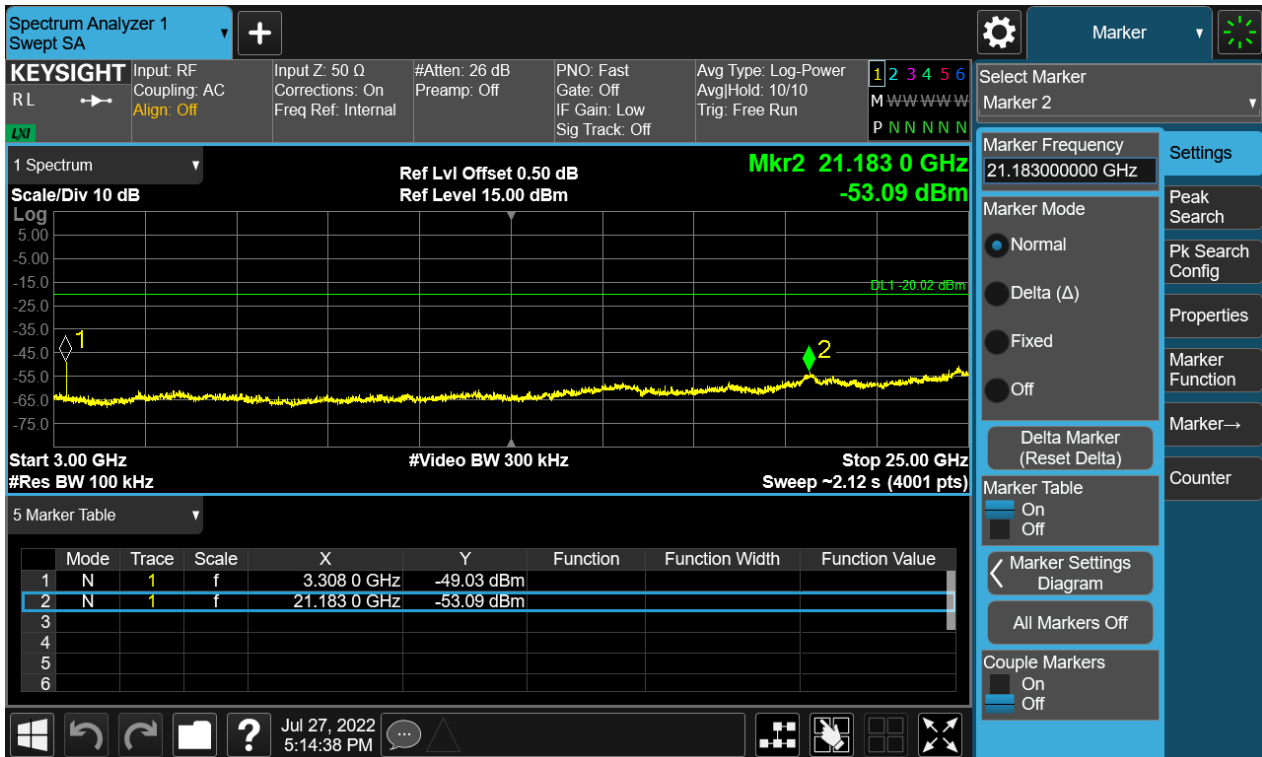 Spectrum Analyzer 1
Swept SA
+
Marker
KEYSIGHT
R L
LXI
Input: RF
Coupling: AC
Align: Off
Input Z: 50 Ω
Corrections: On
Freq Ref: Internal
#Atten: 26 dB
Preamp: Off
PNO: Fast
Gate: Off
IF Gain: Low
Sig Track: Off
Avg Type: Log-Power
Avg|Hold: 10/10
Trig: Free Run
1 2 3 4 5 6
M W W W W W
P N N N N N
Select Marker
Marker 2
1 Spectrum
Scale/Div 10 dB
Ref Lvl Offset 0.50 dB
Ref Level 15.00 dBm
Mkr2 21.183 0 GHz
-53.09 dBm
Log
5.00
-5.00
-15.0
-25.0
-35.0
-45.0
-55.0
-65.0
-75.0
DL1 -20.02 dBm
1
2
Start 3.00 GHz
#Video BW 300 kHz
Stop 25.00 GHz
#Res BW 100 kHz
Sweep ~2.12 s (4001 pts)
5 Marker Table
Mode Trace Scale X Y Function Function Width Function Value
1 N 1 f 3.308 0 GHz -49.03 dBm
2 N 1 f 21.183 0 GHz -53.09 dBm
3
4
5
6
?
Jul 27, 2022
5:14:38 PM
Marker Frequency
21.183000000 GHz
Marker Mode
Normal
Delta (Δ)
Fixed
Off
Delta Marker
(Reset Delta)
Marker Table
On
Off
Marker Settings
Diagram
All Markers Off
Couple Markers
On
Off
Settings
Peak
Search
Pk Search
Config
Properties
Marker
Function
Marker→
Counter